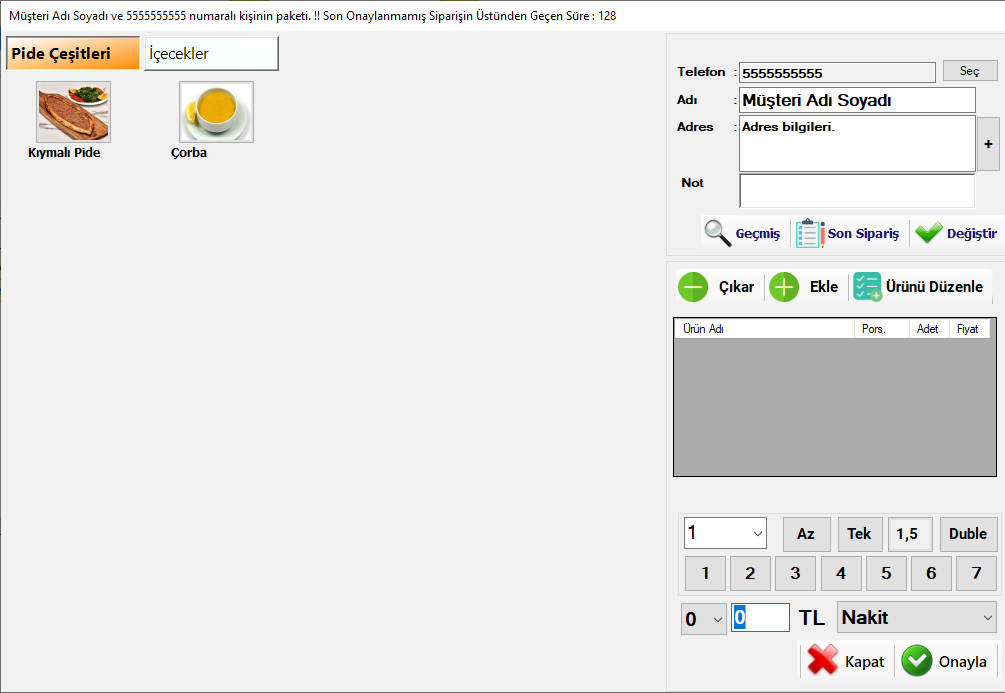 Müşteri Adı Soyadı ve 5555555555 numaralı kişinin paketi. !! Son Onaylanmamış Siparişin Üstünden Geçen Süre : 128
Pide Çeşitleri İçecekler
Kıymalı Pide Çorba
Telefon : 5555555555 Seç
Adı : Müşteri Adı Soyadı
Adres : Adres bilgileri.
+
Not
Geçmiş Son Sipariş Değiştir
Çıkar Ekle Ürünü Düzenle
Ürün Adı Pors. Adet Fiyat
1 Az Tek 1,5 Duble
1 2 3 4 5 6 7
0 0 TL Nakit
Kapat Onayla